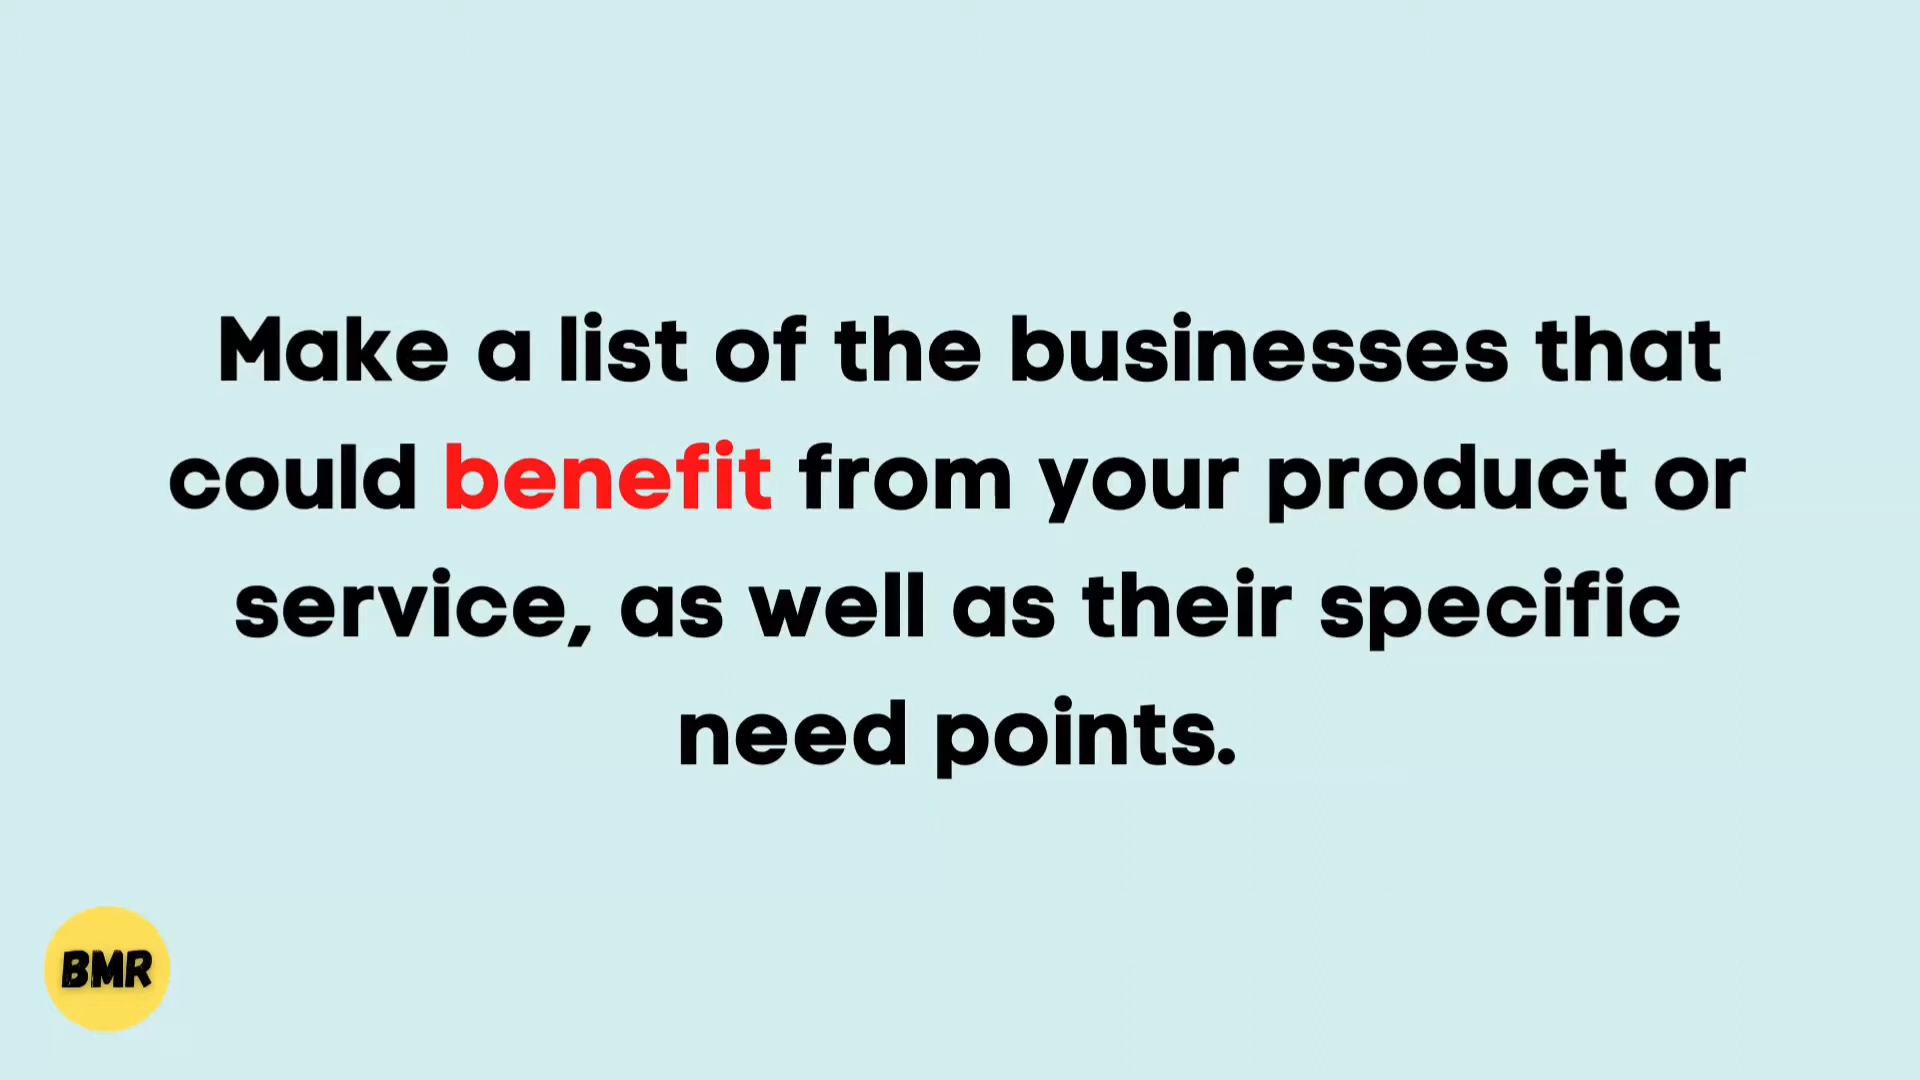 Make a list of the businesses that
could benefit from your product or
service, as well as their specific
need points.
BMR